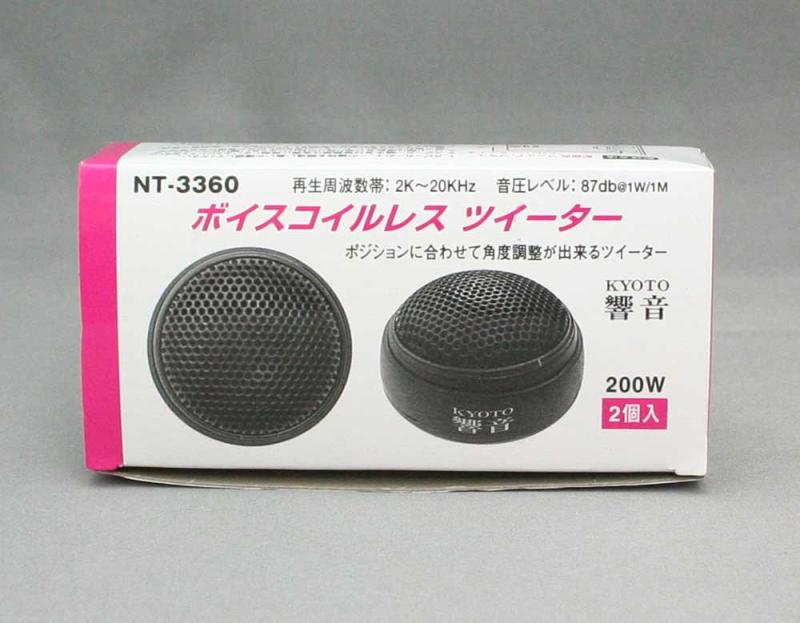 NT-3360 再生周波数帯：2K～20KHz 音圧レベル：87db@1W/1M
ボイスコイルレス ツイーター
ポジションに合わせて角度調整が出来るツイーター
KYOTO
響音
KYOTO
響音
200W
2個入